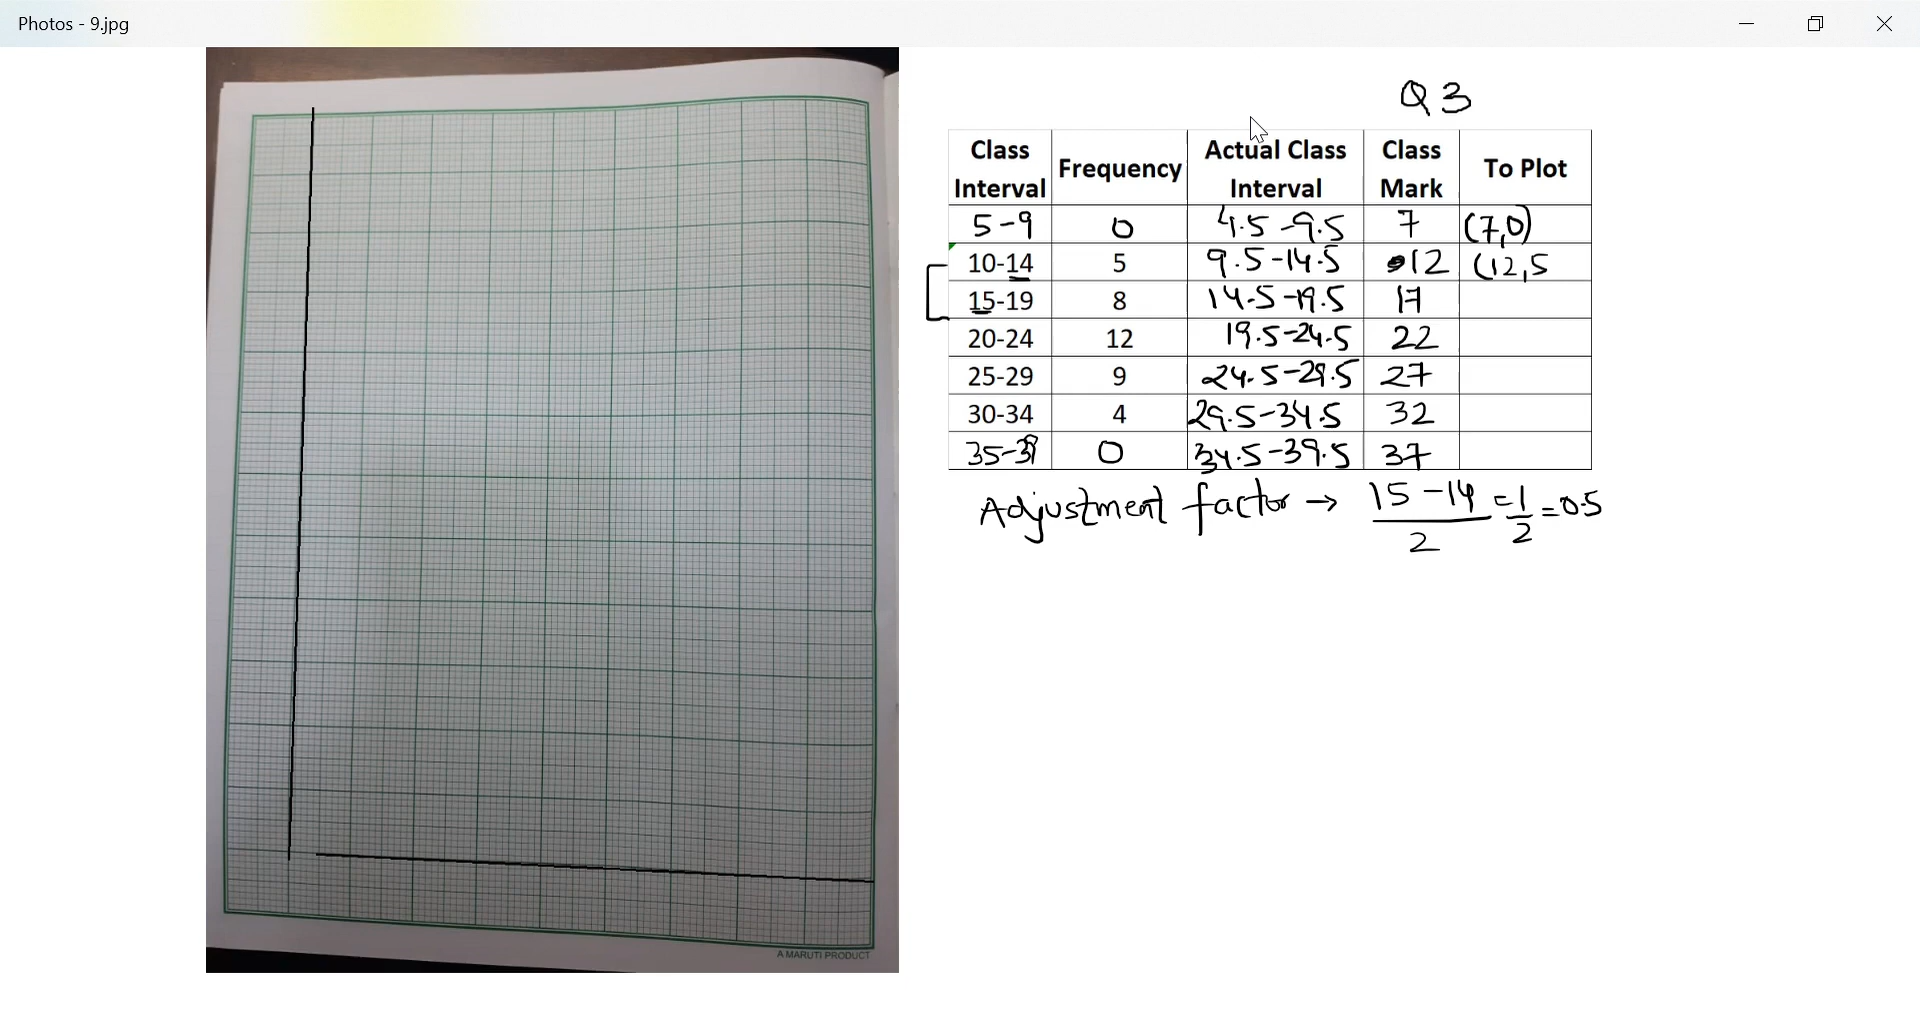 Photos - 9.jpg
Q3
Class Interval Frequency Actual Class Interval Class Mark To Plot
5-9 0 4.5-9.5 7 (7,0)
10-14 5 9.5-14.5 12 (12,5
15-19 8 14.5-19.5 17
20-24 12 19.5-24.5 22
25-29 9 24.5-29.5 27
30-34 4 29.5-34.5 32
35-39 0 34.5-39.5 37
Adjustment factor → 15-14/2 = 1/2 = 0.5
A MARUTI PRODUCT